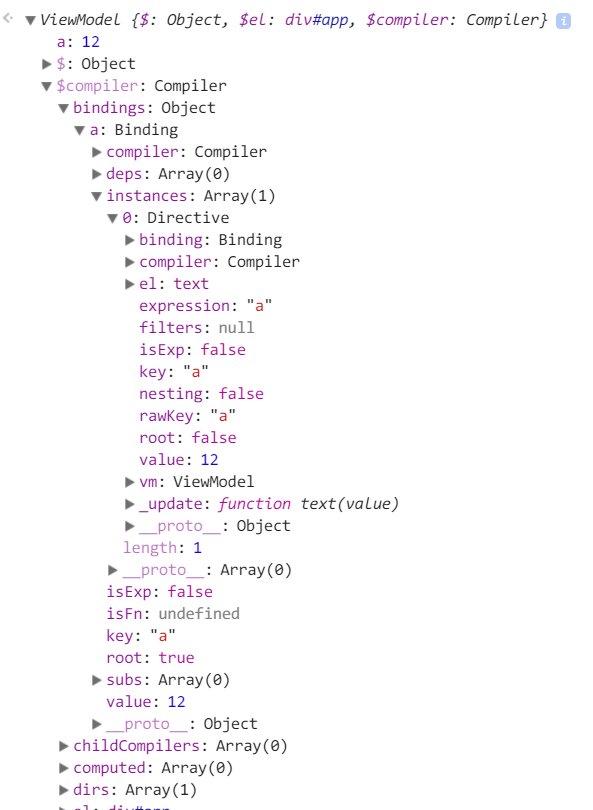 ViewModel {$: Object, $el: div#app, $compiler: Compiler} i
a: 12
$: Object
$compiler: Compiler
bindings: Object
a: Binding
compiler: Compiler
deps: Array(0)
instances: Array(1)
0: Directive
binding: Binding
compiler: Compiler
el: text
expression: "a"
filters: null
isExp: false
key: "a"
nesting: false
rawKey: "a"
root: false
value: 12
vm: ViewModel
_update: function text(value)
__proto__: Object
length: 1
__proto__: Array(0)
isExp: false
isFn: undefined
key: "a"
root: true
subs: Array(0)
value: 12
__proto__: Object
childCompilers: Array(0)
computed: Array(0)
dirs: Array(1)
el: div#app